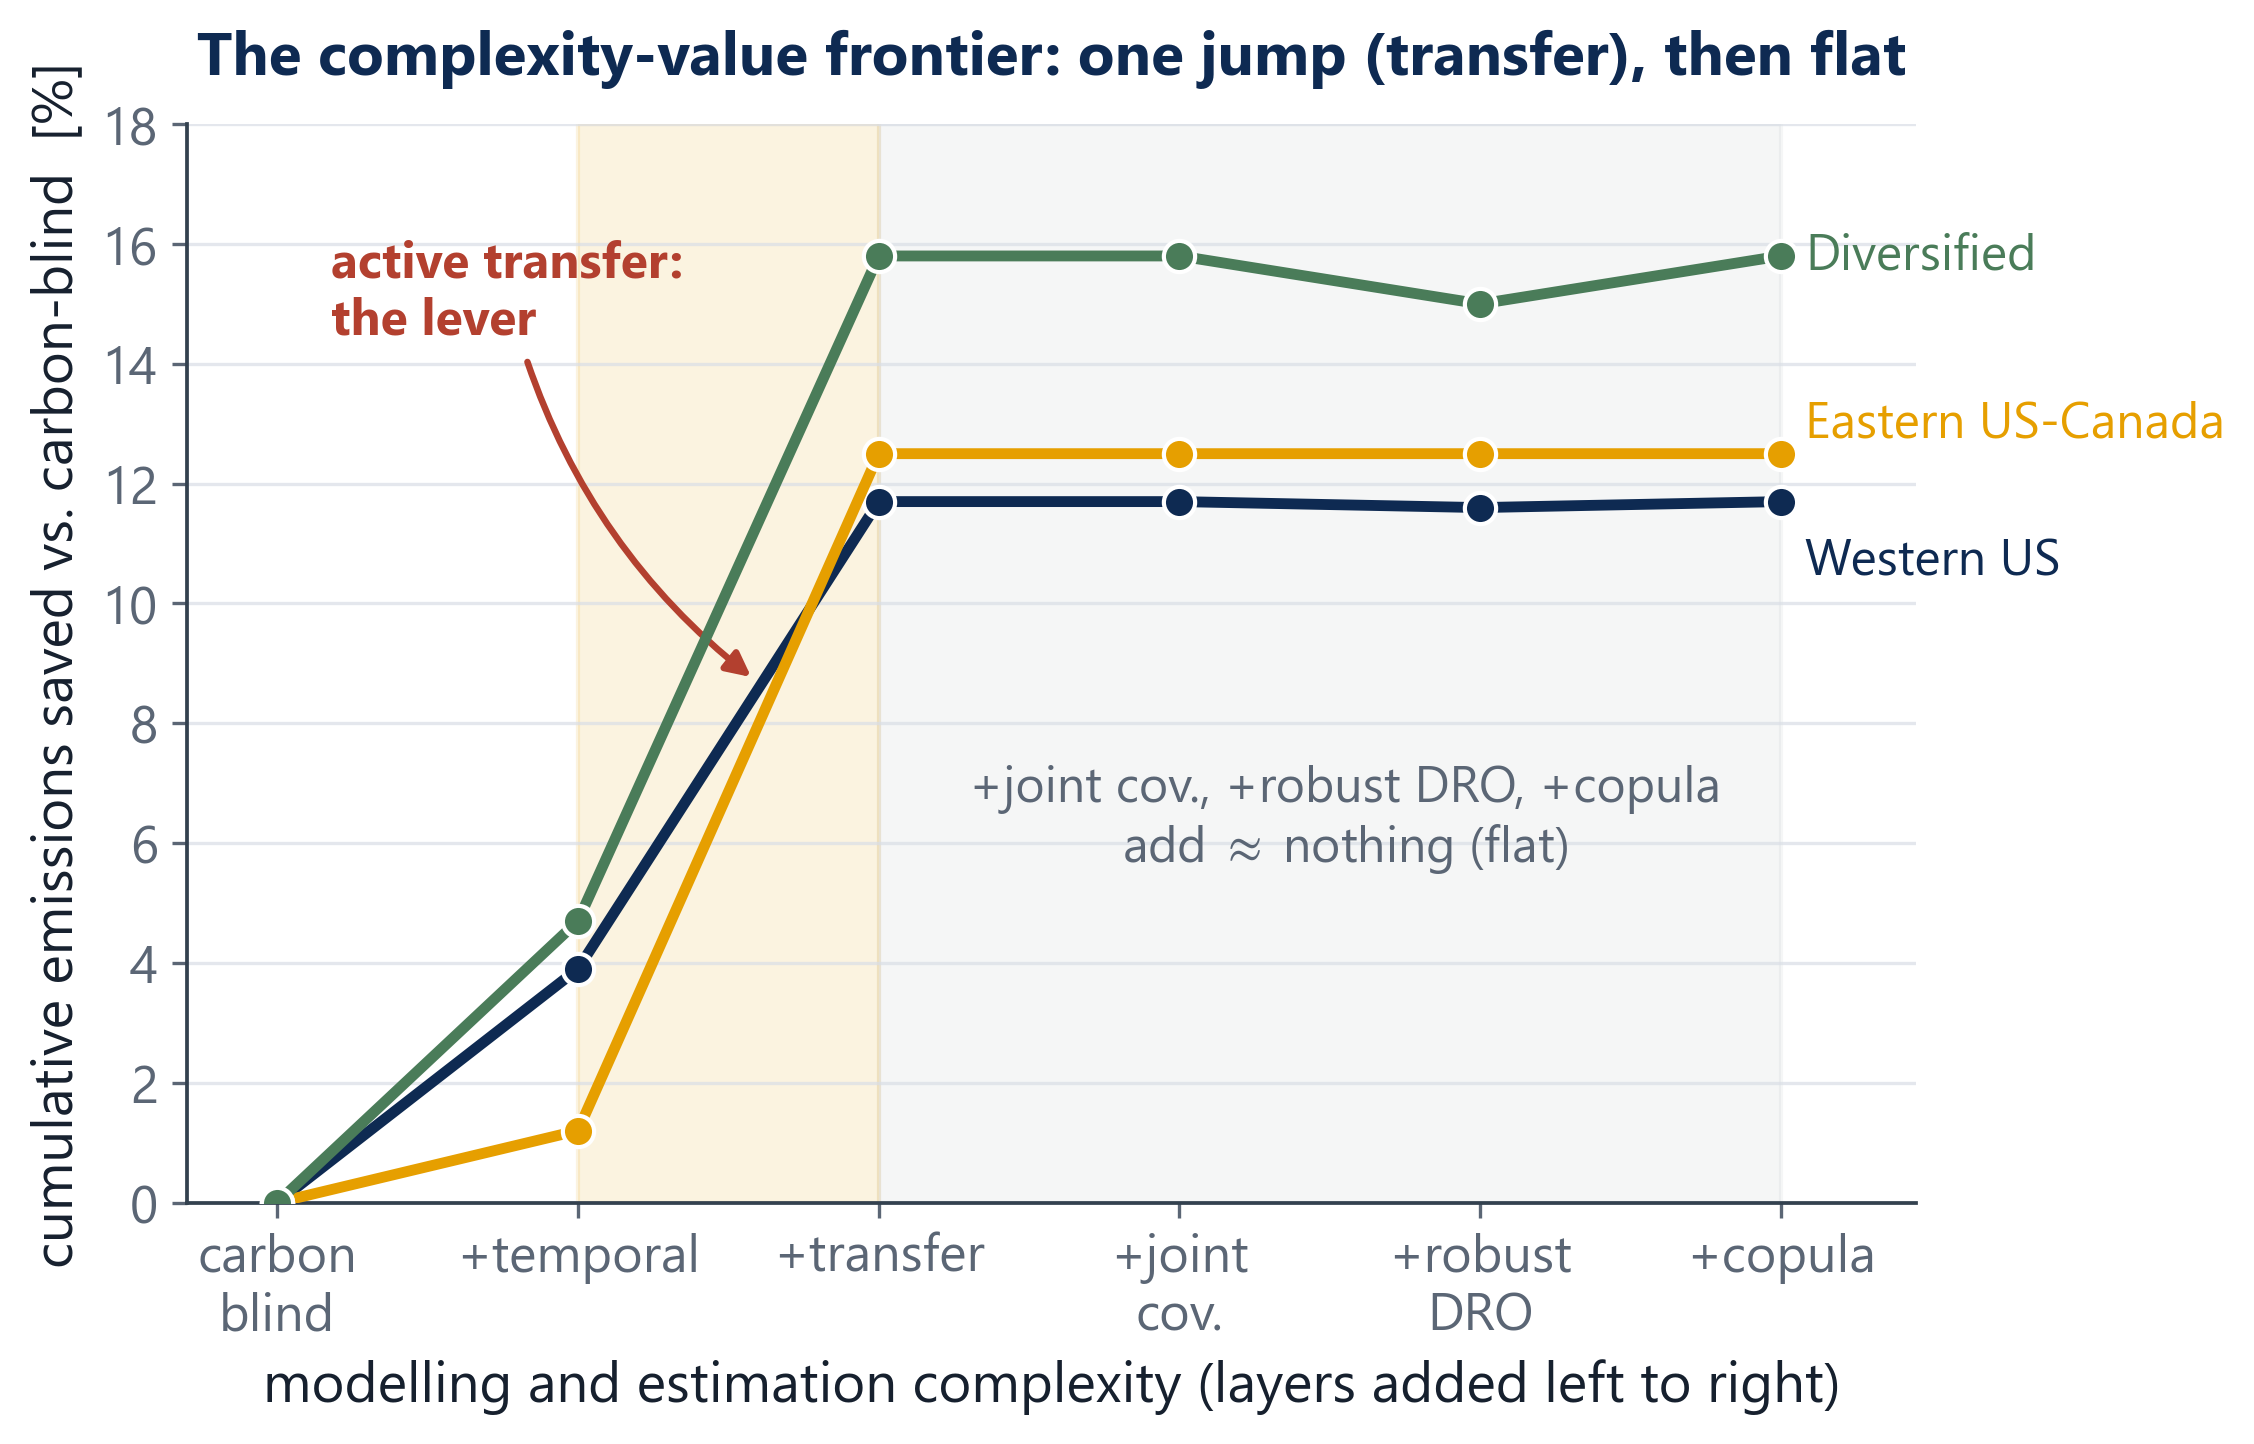 The complexity-value frontier: one jump (transfer), then flat
cumulative emissions saved vs. carbon-blind [%]
18
16
14
12
10
8
6
4
2
0
active transfer:
the lever
Diversified
Eastern US-Canada
Western US
+joint cov., +robust DRO, +copula
add ≈ nothing (flat)
carbon
blind
+temporal
+transfer
+joint
cov.
+robust
DRO
+copula
modelling and estimation complexity (layers added left to right)